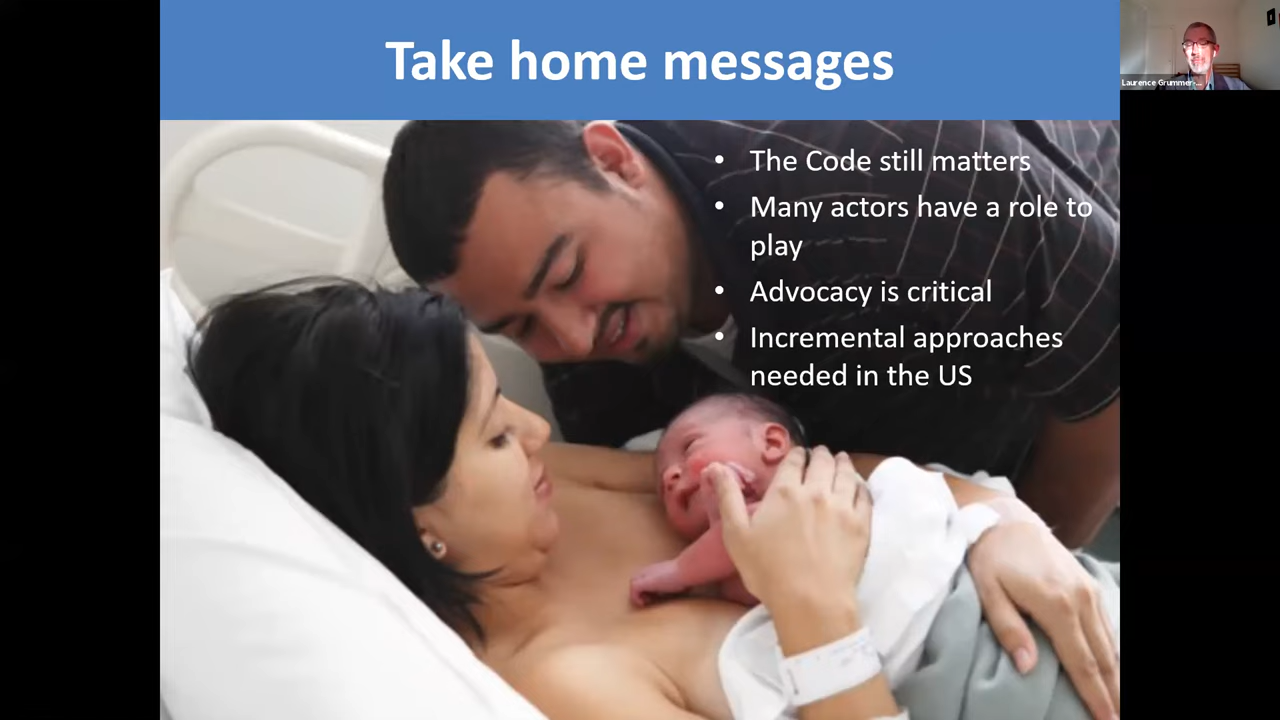 Take home messages
Laurence Grummer-...
• The Code still matters
• Many actors have a role to
play
• Advocacy is critical
• Incremental approaches
needed in the US